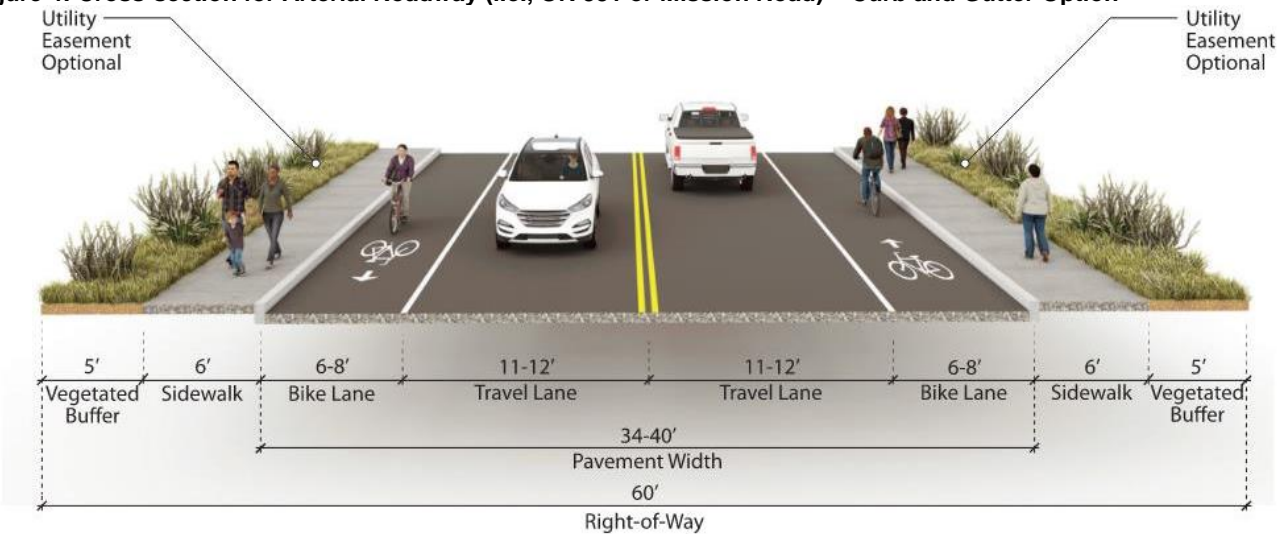 Utility
Easement
Optional
Utility
Easement
Optional
5’ 6’ 6-8’ 11-12’ 11-12’ 6-8’ 6’ 5’
Vegetated Sidewalk Bike Lane Travel Lane Travel Lane Bike Lane Sidewalk Vegetated
Buffer Buffer
34-40’
Pavement Width
60’
Right-of-Way